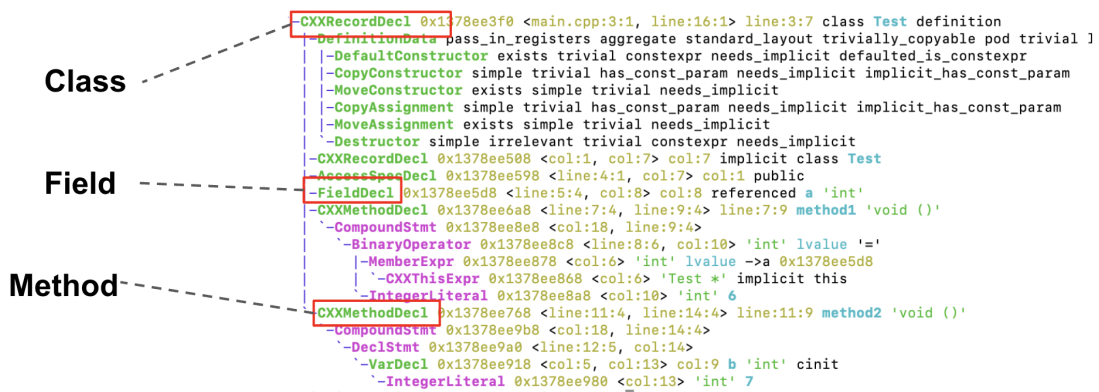 -CXXRecordDecl 0x1378ee3f0 <main.cpp:3:1, line:16:1> line:3:7 class Test definition
|-DefinitionData pass_in_registers aggregate standard_layout trivially_copyable pod trivial l
| |-DefaultConstructor exists trivial constexpr needs_implicit defaulted_is_constexpr
Class
| |-CopyConstructor simple trivial has_const_param needs_implicit implicit_has_const_param
| |-MoveConstructor exists simple trivial needs_implicit
| |-CopyAssignment simple trivial has_const_param needs_implicit implicit_has_const_param
| |-MoveAssignment exists simple trivial needs_implicit
| `-Destructor simple irrelevant trivial constexpr needs_implicit
|-CXXRecordDecl 0x1378ee508 <col:1, col:7> col:7 implicit class Test
|-AccessSpecDecl 0x1378ee598 <line:4:1, col:7> col:1 public
Field
|-FieldDecl 0x1378ee5d8 <line:5:4, col:8> col:8 referenced a 'int'
|-CXXMethodDecl 0x1378ee6a8 <line:7:4, line:9:4> line:7:9 method1 'void ()'
| `-CompoundStmt 0x1378ee8e8 <col:18, line:9:4>
|   `-BinaryOperator 0x1378ee8c8 <line:8:6, col:10> 'int' lvalue '='
|     |-MemberExpr 0x1378ee878 <col:6> 'int' lvalue ->a 0x1378ee5d8
|     | `-CXXThisExpr 0x1378ee868 <col:6> 'Test *' implicit this
Method
|     `-IntegerLiteral 0x1378ee8a8 <col:10> 'int' 6
-CXXMethodDecl 0x1378ee768 <line:11:4, line:14:4> line:11:9 method2 'void ()'
`-CompoundStmt 0x1378ee9b8 <col:18, line:14:4>
`-DeclStmt 0x1378ee9a0 <line:12:5, col:14>
`-VarDecl 0x1378ee918 <col:5, col:13> col:9 b 'int' cinit
`-IntegerLiteral 0x1378ee980 <col:13> 'int' 7